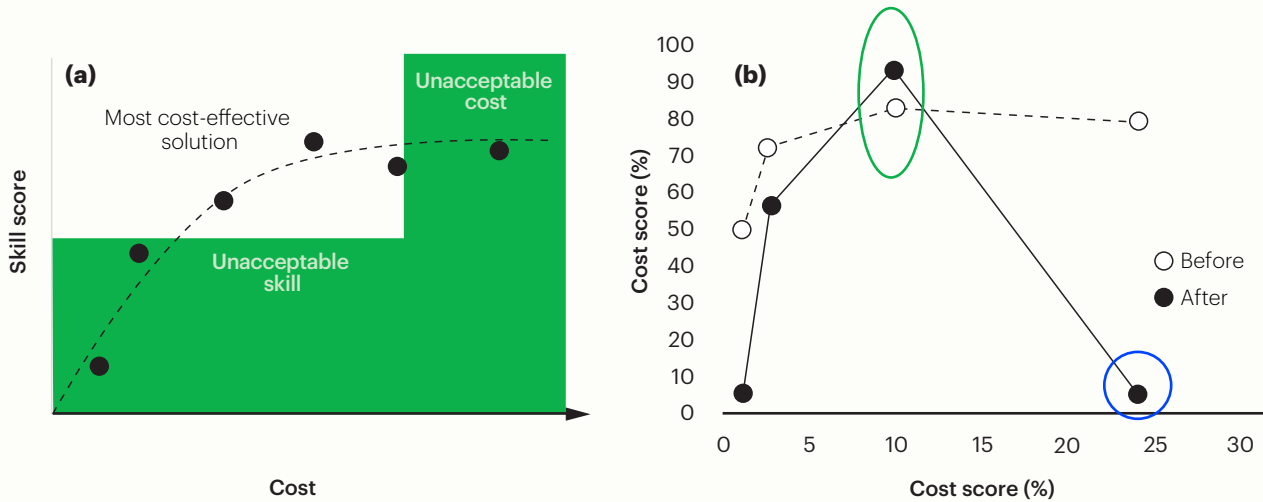 (a)
Unacceptable
cost
Most cost-effective
solution
Unacceptable
skill
Skill score
Cost
(b)
100
90
80
70
60
50
40
30
20
10
0
Cost score (%)
Before
After
0 5 10 15 20 25 30
Cost score (%)